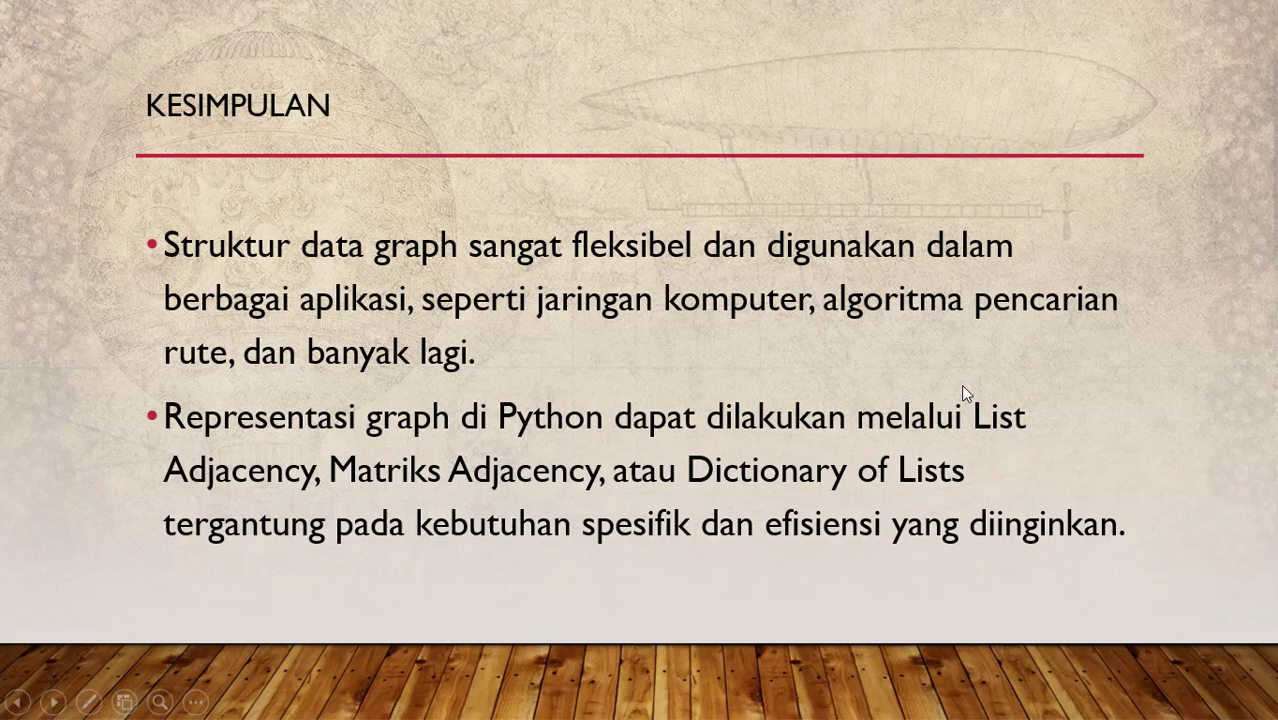 KESIMPULAN
• Struktur data graph sangat fleksibel dan digunakan dalam
berbagai aplikasi, seperti jaringan komputer, algoritma pencarian
rute, dan banyak lagi.
• Representasi graph di Python dapat dilakukan melalui List
Adjacency, Matriks Adjacency, atau Dictionary of Lists
tergantung pada kebutuhan spesifik dan efisiensi yang diinginkan.